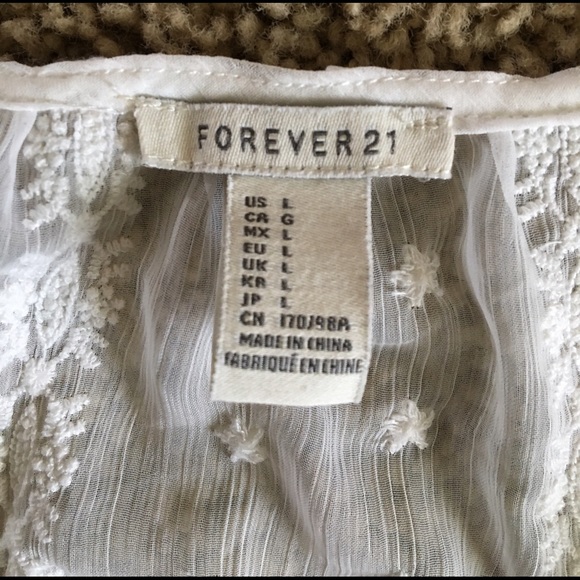 FOREVER 21
US L
CA G
MX L
EU L
UK L
KR L
JP L
CN 170/98A
MADE IN CHINA
FABRIQUÉ EN CHINE